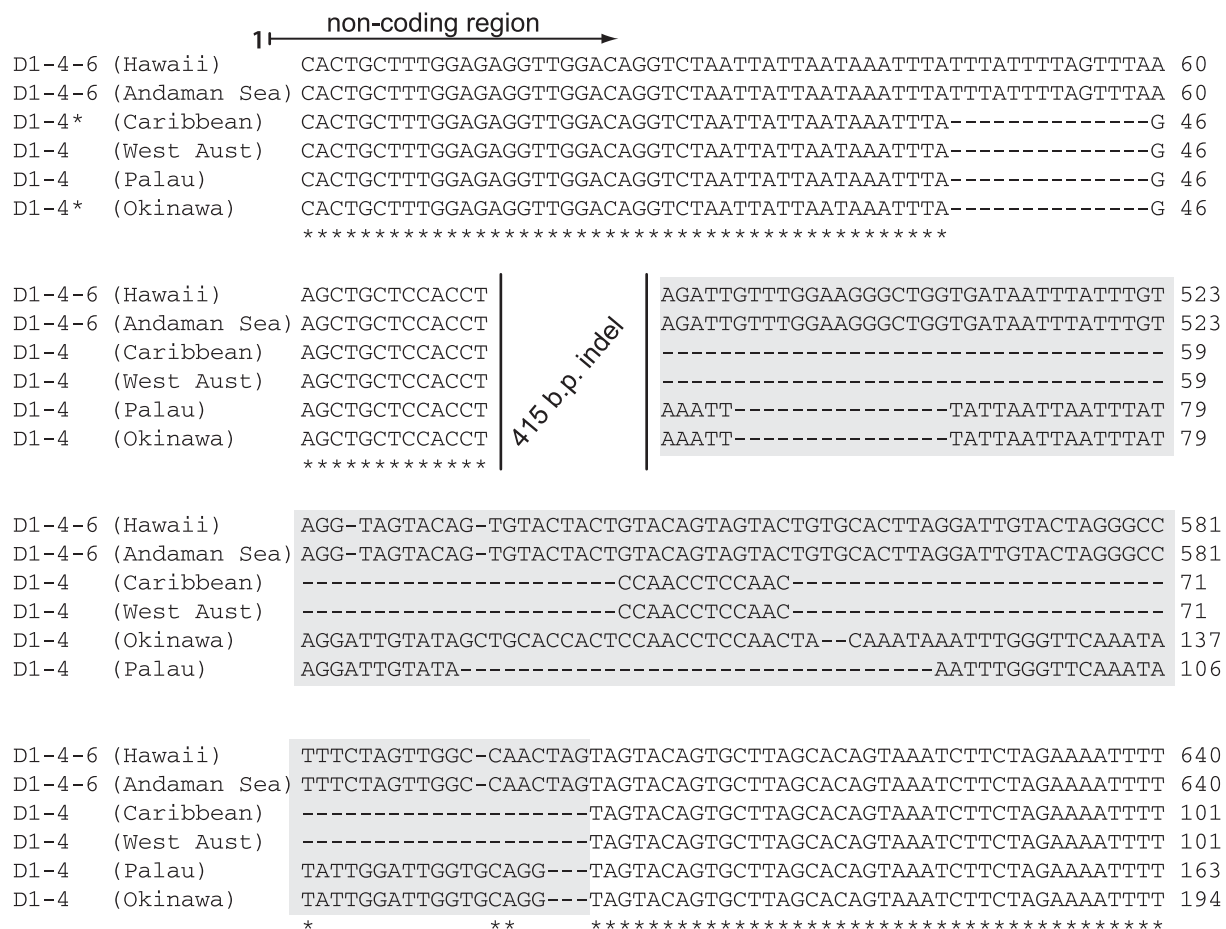 non-coding region
1
D1-4-6 (Hawaii) CACTGCTTTGGAGAGGTTGGACAGGTCTAATTATTAATAAATTTATTTATTTTAGTTTAA 60
D1-4-6 (Andaman Sea) CACTGCTTTGGAGAGGTTGGACAGGTCTAATTATTAATAAATTTATTTATTTTAGTTTAA 60
D1-4* (Caribbean) CACTGCTTTGGAGAGGTTGGACAGGTCTAATTATTAATAAATTTA--------------G 46
D1-4 (West Aust) CACTGCTTTGGAGAGGTTGGACAGGTCTAATTATTAATAAATTTA--------------G 46
D1-4 (Palau) CACTGCTTTGGAGAGGTTGGACAGGTCTAATTATTAATAAATTTA--------------G 46
D1-4* (Okinawa) CACTGCTTTGGAGAGGTTGGACAGGTCTAATTATTAATAAATTTA--------------G 46
*********************************************
D1-4-6 (Hawaii) AGCTGCTCCACCT AGATTGTTTGGAAGGGCTGGTGATAATTTATTTGT 523
D1-4-6 (Andaman Sea) AGCTGCTCCACCT AGATTGTTTGGAAGGGCTGGTGATAATTTATTTGT 523
D1-4 (Caribbean) AGCTGCTCCACCT ----------------------------------- 59
D1-4 (West Aust) AGCTGCTCCACCT ----------------------------------- 59
D1-4 (Palau) AGCTGCTCCACCT AAATT---------------TATTAATTAATTTAT 79
D1-4 (Okinawa) AGCTGCTCCACCT AAATT---------------TATTAATTAATTTAT 79
*************
415 b.p. indel
D1-4-6 (Hawaii) AGG-TAGTACAG-TGTACTACTGTACAGTAGTACTGTGCACTTAGGATTGTACTAGGGCC 581
D1-4-6 (Andaman Sea) AGG-TAGTACAG-TGTACTACTGTACAGTAGTACTGTGCACTTAGGATTGTACTAGGGCC 581
D1-4 (Caribbean) ----------------------CCAACCTCCAAC-------------------------- 71
D1-4 (West Aust) ----------------------CCAACCTCCAAC-------------------------- 71
D1-4 (Okinawa) AGGATTGTATAGCTGCACCACTCCAACCTCCAACTA--CAAATAAATTTGGGTTCAAATA 137
D1-4 (Palau) AGGATTGTATA---------------------------------AATTTGGGTTCAAATA 106
D1-4-6 (Hawaii) TTTCTAGTTGGC-CAACTAGTAGTACAGTGCTTAGCACAGTAAATCTTCTAGAAAATTTT 640
D1-4-6 (Andaman Sea) TTTCTAGTTGGC-CAACTAGTAGTACAGTGCTTAGCACAGTAAATCTTCTAGAAAATTTT 640
D1-4 (Caribbean) --------------------TAGTACAGTGCTTAGCACAGTAAATCTTCTAGAAAATTTT 101
D1-4 (West Aust) --------------------TAGTACAGTGCTTAGCACAGTAAATCTTCTAGAAAATTTT 101
D1-4 (Palau) TATTGGATTGGTGCAGG---TAGTACAGTGCTTAGCACAGTAAATCTTCTAGAAAATTTT 163
D1-4 (Okinawa) TATTGGATTGGTGCAGG---TAGTACAGTGCTTAGCACAGTAAATCTTCTAGAAAATTTT 194
* ** ****************************************